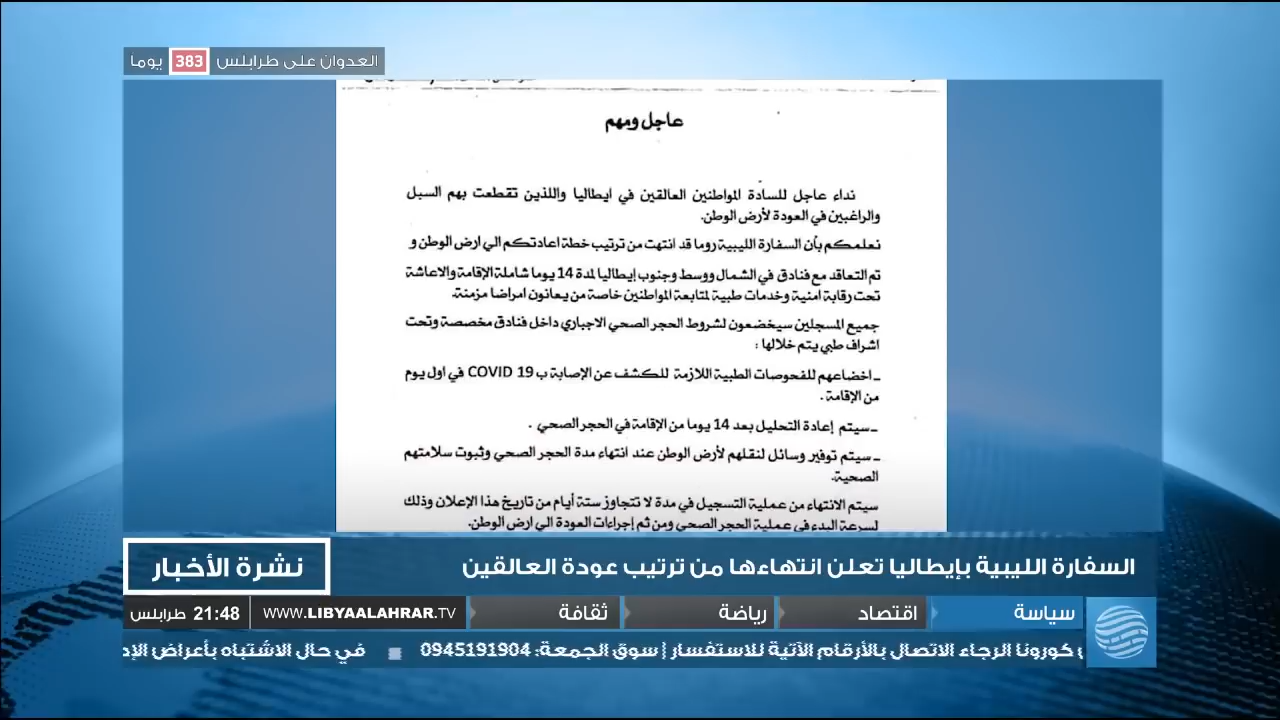 العدوان على طرابلس 383 يوما
عاجل ومهم
نداء عاجل للسادة المواطنين العالقين في ايطاليا واللذين تقطعت بهم السبل
والراغبين في العودة لأرض الوطن.
نعلمكم بأن السفارة الليبية روما قد انتهت من ترتيب خطة اعادتكم الي ارض الوطن و
تم التعاقد مع فنادق في الشمال ووسط وجنوب إيطاليا لمدة 14 يوما شاملة الإقامة والاعاشة
تحت رقابة امنية وخدمات طبية لمتابعة المواطنين خاصة من يعانون امراضا مزمنة.
جميع المسجلين سيخضعون لشروط الحجر الصحي الاجباري داخل فنادق مخصصة وتحت
اشراف طبي يتم خلالها :
ـ اخضاعهم للفحوصات الطبية اللازمة للكشف عن الإصابة ب COVID 19 في اول يوم
من الإقامة .
ـ سيتم إعادة التحليل بعد 14 يوما من الإقامة في الحجر الصحي .
ـ سيتم توفير وسائل لنقلهم لأرض الوطن عند انتهاء مدة الحجر الصحي وثبوت سلامتهم
الصحية.
سيتم الانتهاء من عملية التسجيل في مدة لا تتجاوز ستة أيام من تاريخ هذا الإعلان وذلك
لسرعة البدء في عملية الحجر الصحي ومن ثم إجراءات العودة الي ارض الوطن.
السفارة الليبية بإيطاليا تعلن انتهاءها من ترتيب عودة العالقين
نشرة الأخبار
سياسة اقتصاد رياضة ثقافة WWW.LIBYAALAHRAR.TV 21:48 طرابلس
كورونا الرجاء الاتصال بالأرقام الآتية للاستفسار | سوق الجمعة: 0945191904 في حال الاشتباه بأعراض